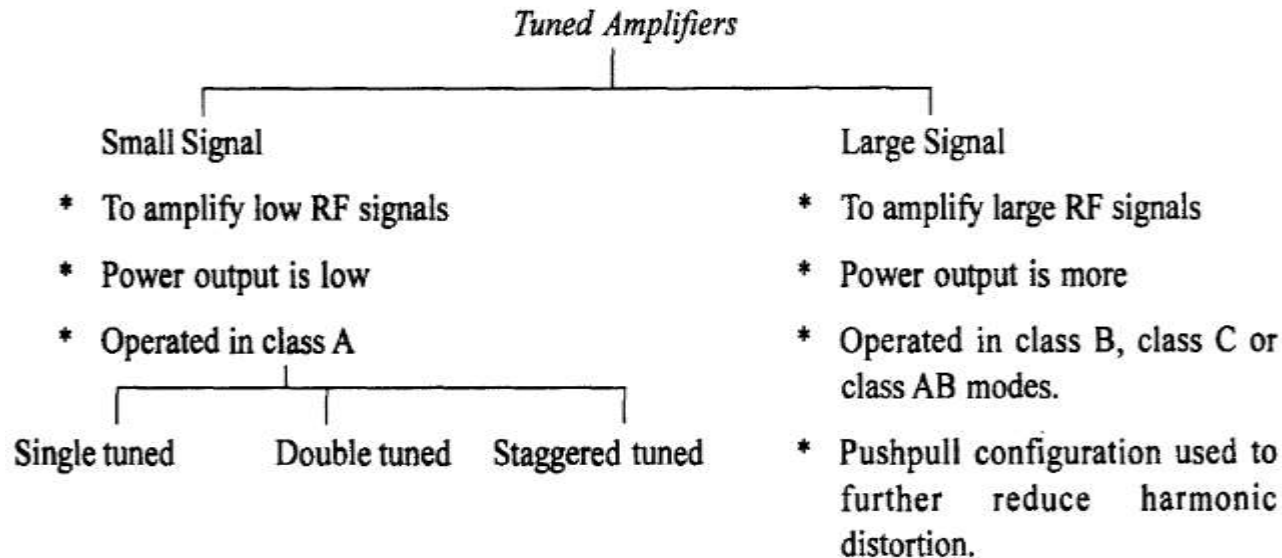 Tuned Amplifiers
Small Signal
* To amplify low RF signals
* Power output is low
* Operated in class A
Single tuned Double tuned Staggered tuned
Large Signal
* To amplify large RF signals
* Power output is more
* Operated in class B, class C or
class AB modes.
* Pushpull configuration used to
further reduce harmonic
distortion.